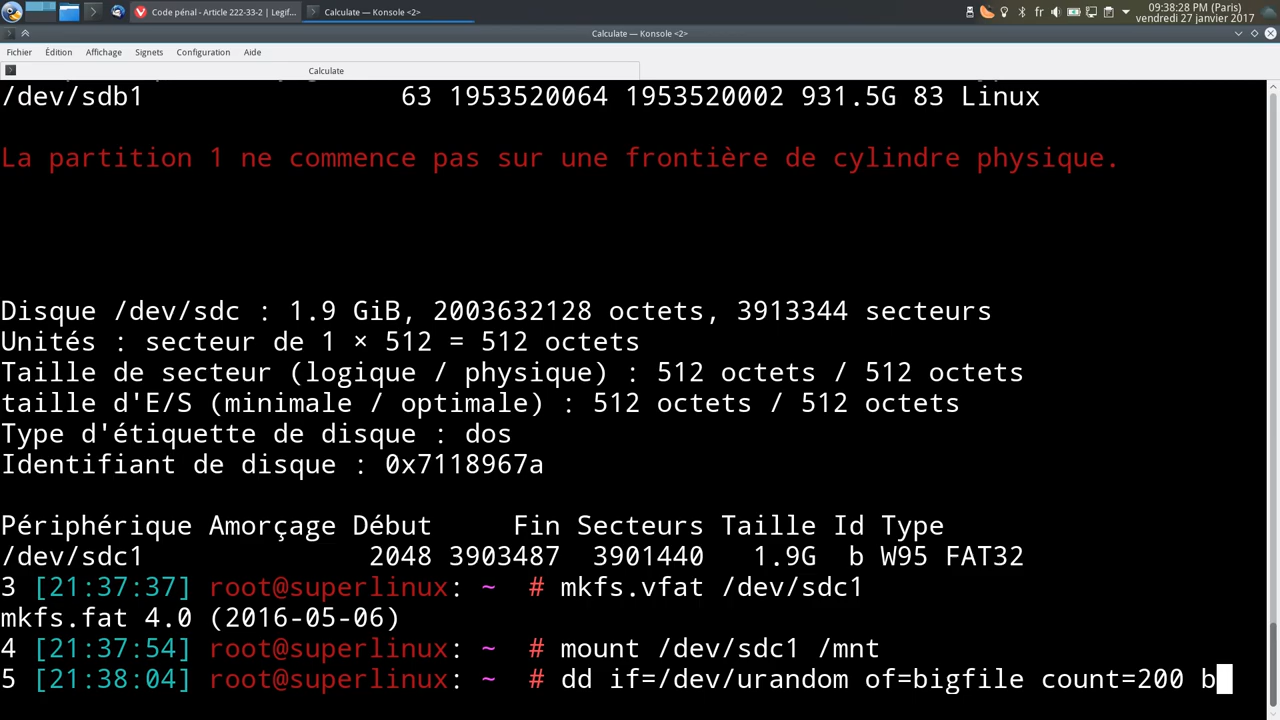 Code pénal - Article 222-33-2 | Legif...
Calculate — Konsole <2>
fr
09:38:28 PM (Paris)
vendredi 27 janvier 2017
Calculate — Konsole <2>
Fichier Édition Affichage Signets Configuration Aide
Calculate
/dev/sdb1 63 1953520064 1953520002 931.5G 83 Linux
La partition 1 ne commence pas sur une frontière de cylindre physique.
Disque /dev/sdc : 1.9 GiB, 2003632128 octets, 3913344 secteurs
Unités : secteur de 1 × 512 = 512 octets
Taille de secteur (logique / physique) : 512 octets / 512 octets
taille d'E/S (minimale / optimale) : 512 octets / 512 octets
Type d'étiquette de disque : dos
Identifiant de disque : 0x7118967a
Périphérique Amorçage Début Fin Secteurs Taille Id Type
/dev/sdc1 2048 3903487 3901440 1.9G b W95 FAT32
3 [21:37:37] root@superlinux: ~ # mkfs.vfat /dev/sdc1
mkfs.fat 4.0 (2016-05-06)
4 [21:37:54] root@superlinux: ~ # mount /dev/sdc1 /mnt
5 [21:38:04] root@superlinux: ~ # dd if=/dev/urandom of=bigfile count=200 b